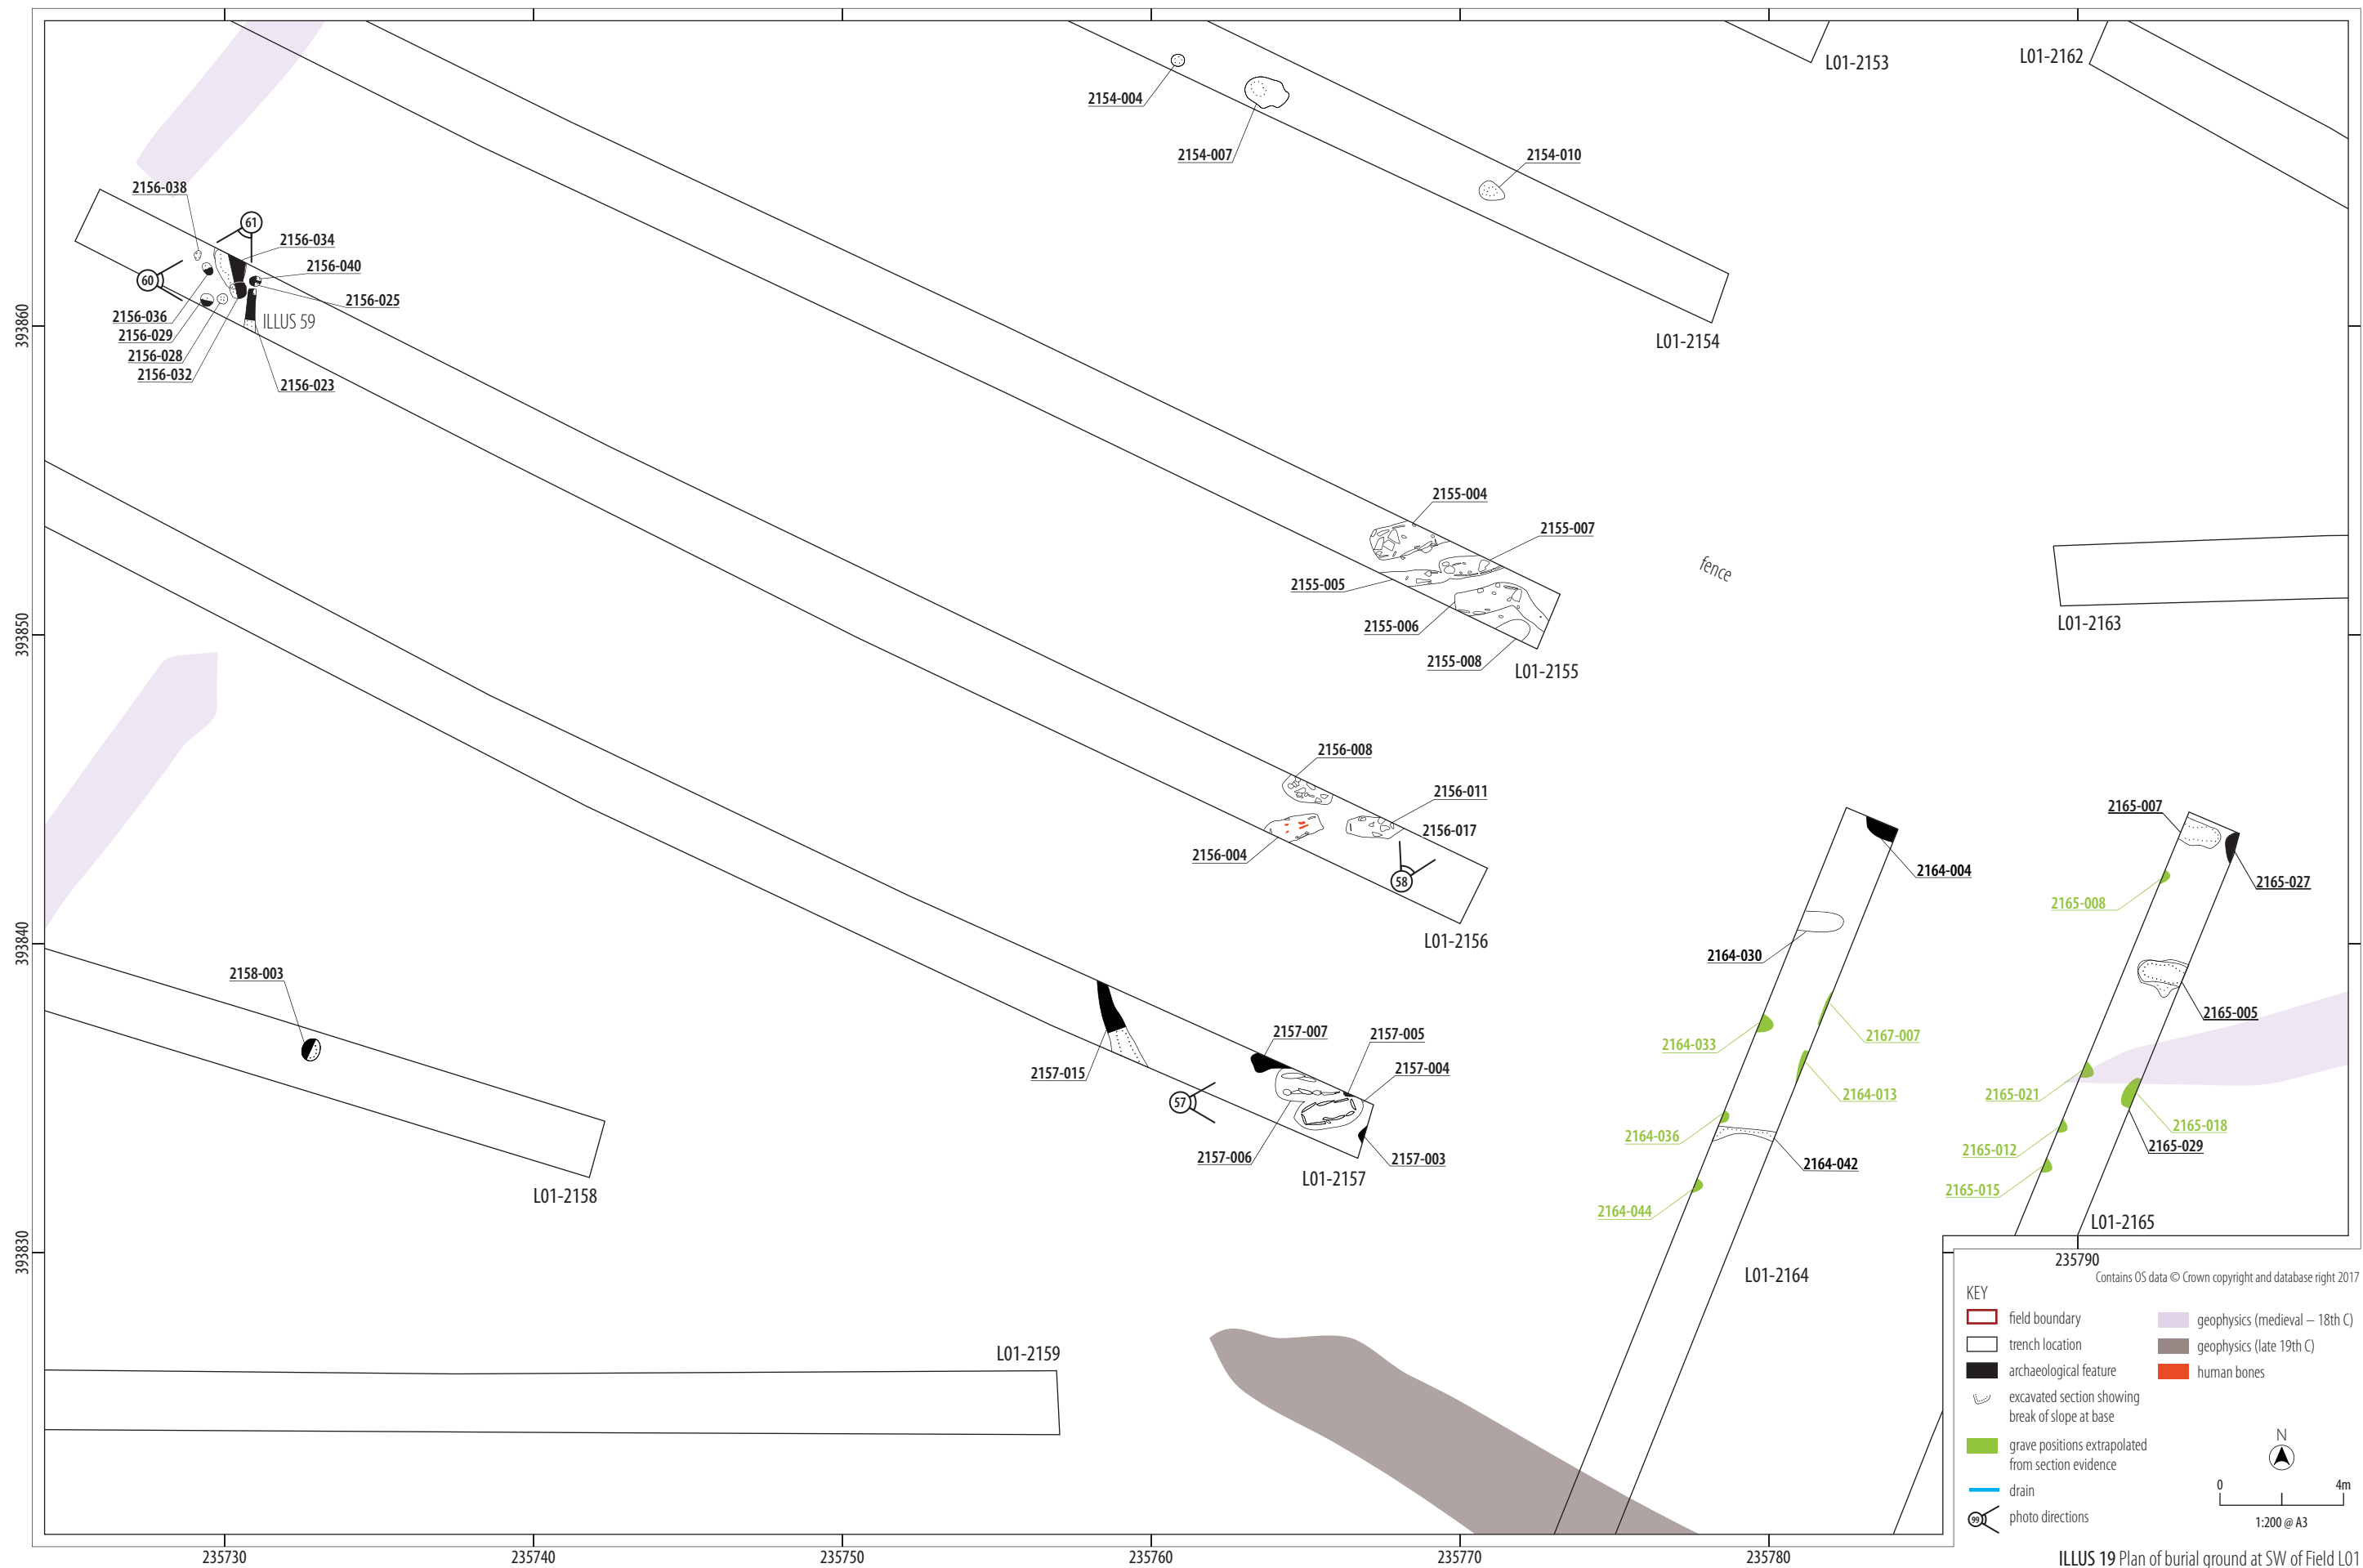 L01-2153
L01-2162
2154-004
2154-007
2154-010
2156-038
61
2156-034
2156-040
60
2156-025
2156-036
ILLUS 59
2156-029
2156-028
2156-032
2156-023
L01-2154
393860
2155-004
2155-007
fence
2155-005
2155-006
2155-008
L01-2155
L01-2163
393850
2156-008
2156-011
2156-017
2156-004
58
L01-2156
2165-007
2164-004
2165-027
2165-008
2164-030
393840
2158-003
2165-005
2157-007
2157-005
2164-033
2167-007
2157-015
2157-004
57
2165-021
2164-013
2164-036
2165-018
2165-012
2165-029
2157-006
2157-003
2164-042
L01-2157
2165-015
L01-2158
2164-044
L01-2165
393830
235790
L01-2164
Contains OS data © Crown copyright and database right 2017
KEY
field boundary
trench location
archaeological feature
excavated section showing
break of slope at base
grave positions extrapolated
from section evidence
drain
99
photo directions
geophysics (medieval – 18th C)
geophysics (late 19th C)
human bones
N
0 4m
1:200 @ A3
L01-2159
235730 235740 235750 235760 235770 235780
ILLUS 19 Plan of burial ground at SW of Field L01